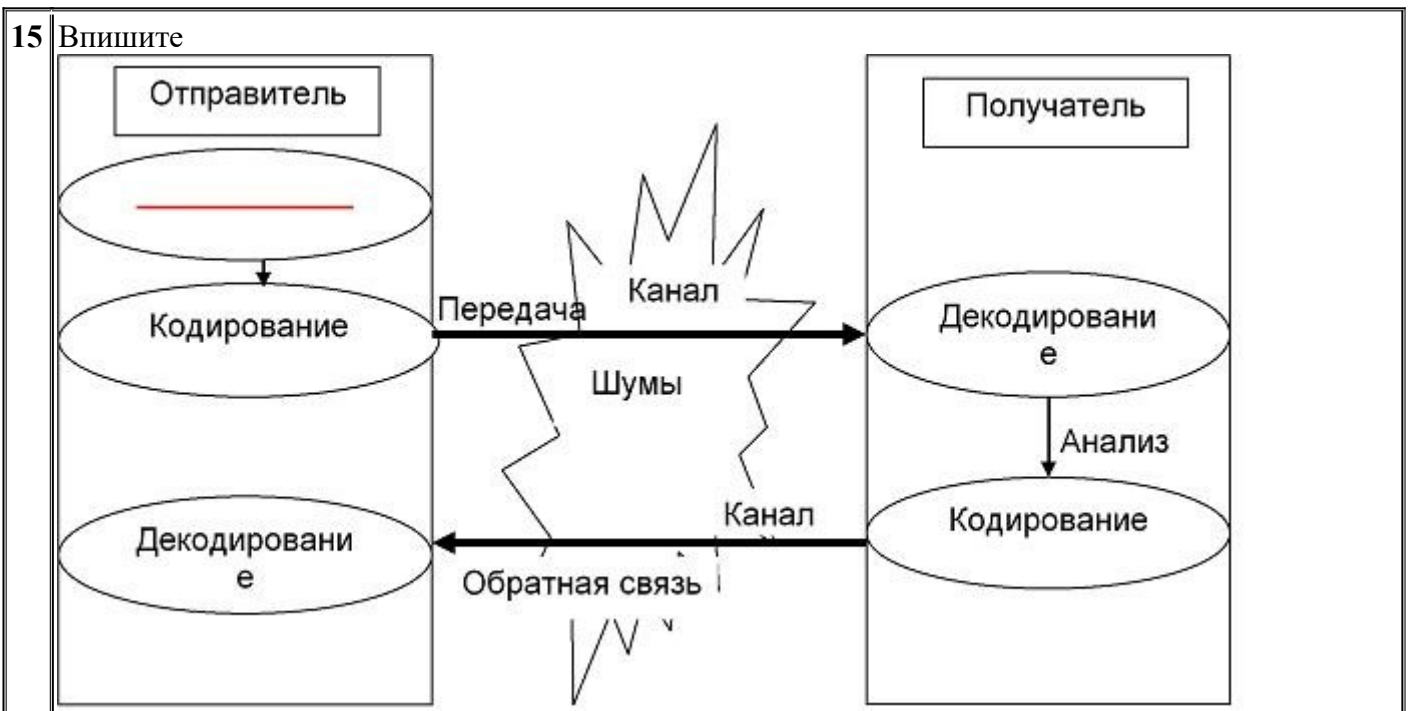 15 Впишите
Отправитель
Получатель
Канал
Передача
Кодирование
Декодировани
е
Шумы
Анализ
Канал
Кодирование
Декодировани
е
Обратная связь